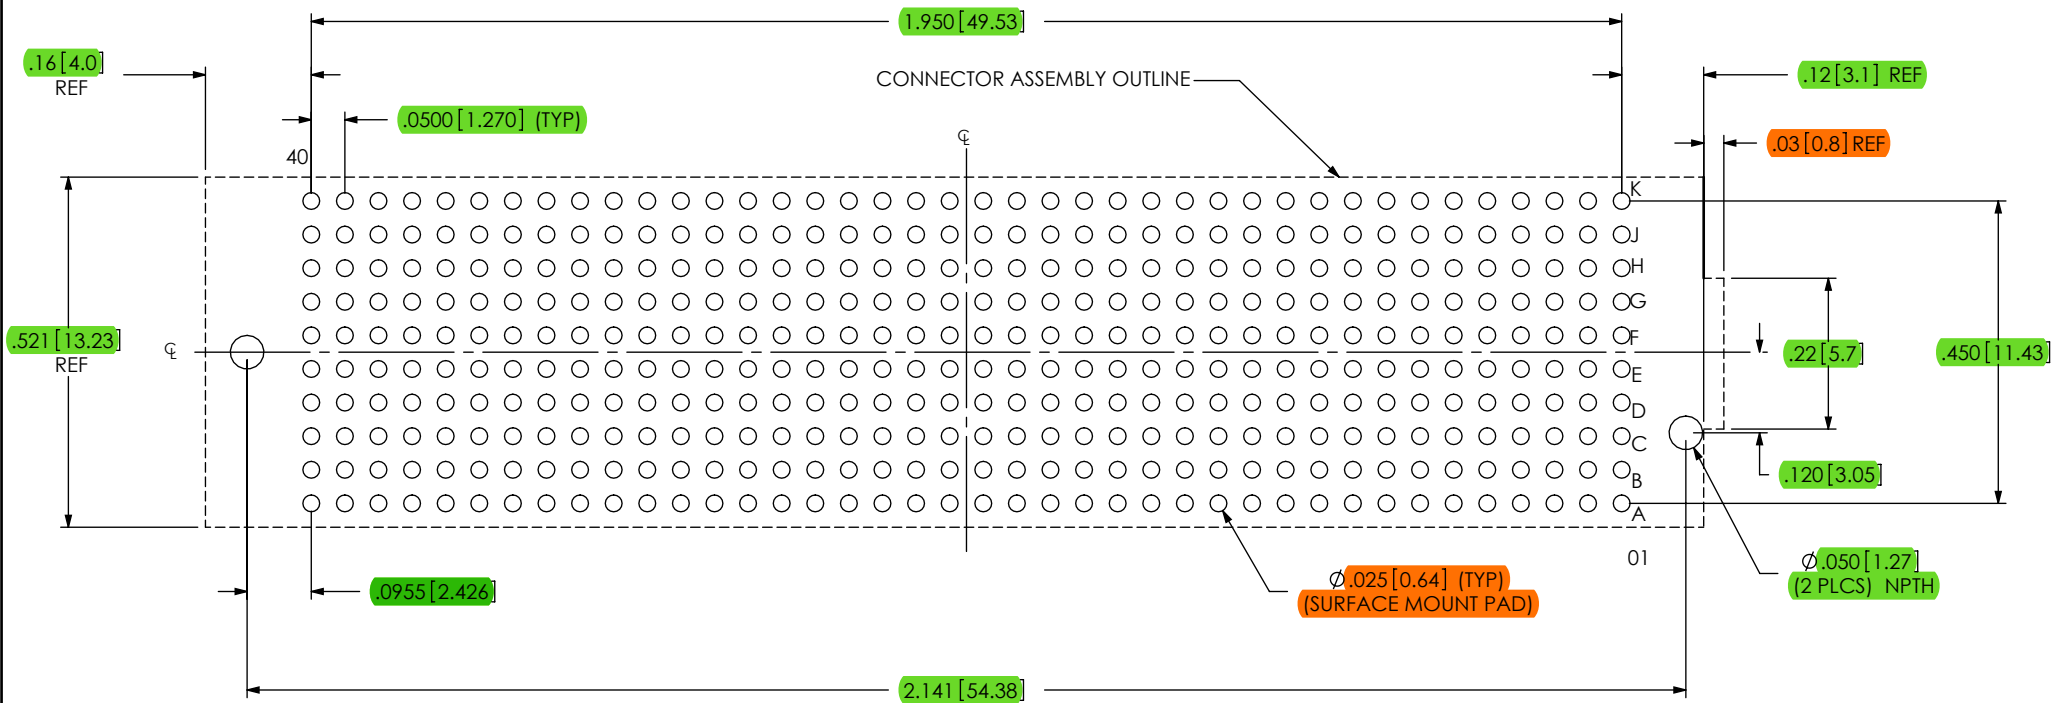 1.950 [49.53]
.16 [4.0]
REF
CONNECTOR ASSEMBLY OUTLINE
.12 [3.1] REF
.0500 [1.270] (TYP)
.03 [0.8] REF
℄
40
K
J
H
G
.521 [13.23]
REF
℄
F
.22 [5.7]
.450 [11.43]
E
D
C
B
.120 [3.05]
A
01
.0955 [2.426]
Ø.025 [0.64] (TYP)
(SURFACE MOUNT PAD)
Ø.050 [1.27]
(2 PLCS) NPTH
2.141 [54.38]